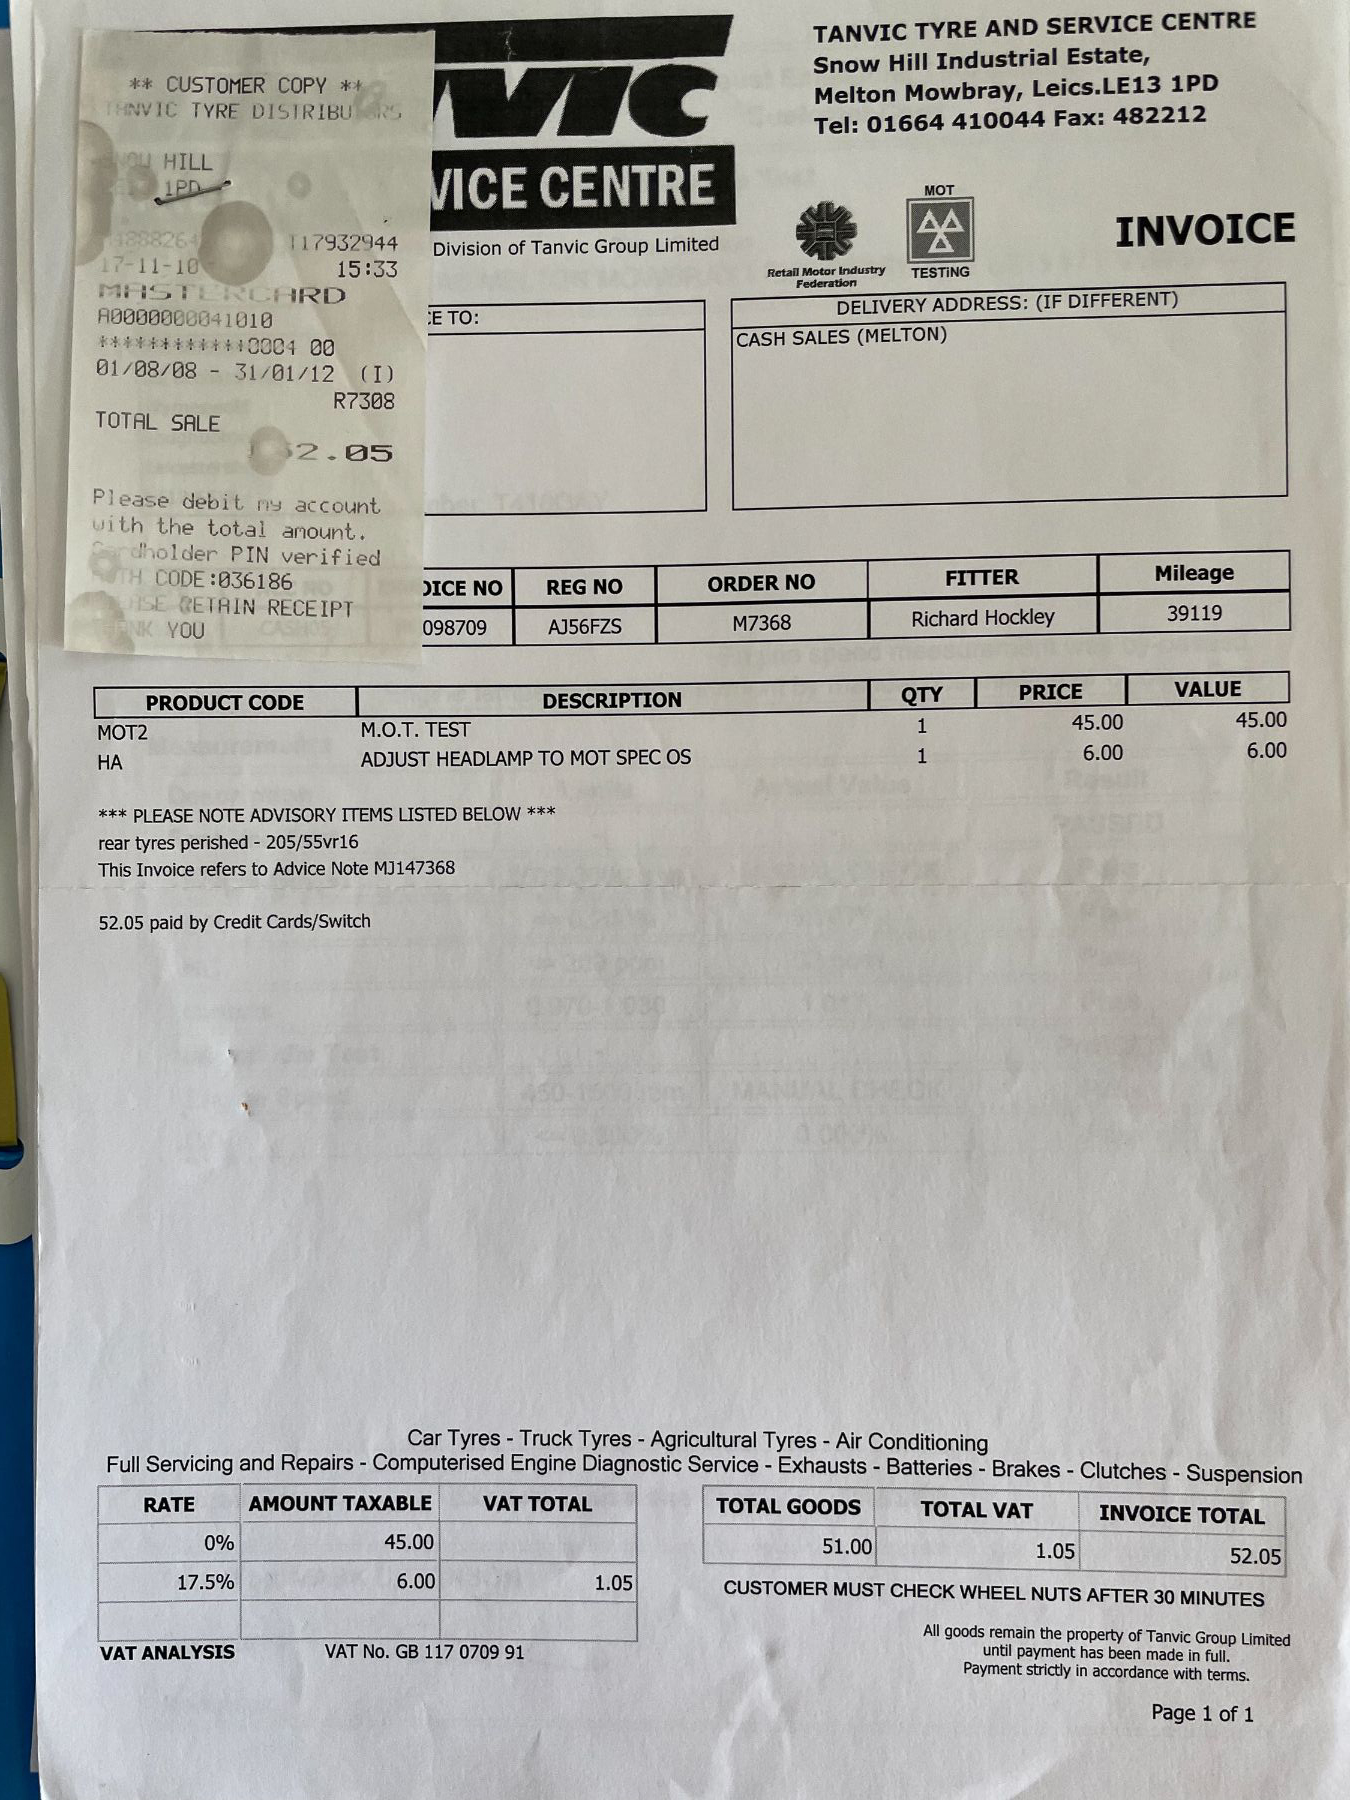 ** CUSTOMER COPY **
TANVIC TYRE DISTRIBU
HILL
1PD
T17932944
17-11-10 15:33
MASTERCARD
A0000000041010
************0004 00
01/08/08 - 31/01/12 (I)
R7308
TOTAL SALE
2.05
Please debit my account
with the total amount.
Cardholder PIN verified
AUTH CODE:036186
RETAIN RECEIPT
YOU
VIC
VICE CENTRE
Division of Tanvic Group Limited
TANVIC TYRE AND SERVICE CENTRE
Snow Hill Industrial Estate,
Melton Mowbray, Leics.LE13 1PD
Tel: 01664 410044 Fax: 482212
Retail Motor Industry
Federation
MOT
TESTiNG
INVOICE
CE TO:
DELIVERY ADDRESS: (IF DIFFERENT)
CASH SALES (MELTON)
OICE NO REG NO ORDER NO FITTER Mileage
098709 AJ56FZS M7368 Richard Hockley 39119
PRODUCT CODE DESCRIPTION QTY PRICE VALUE
MOT2 M.O.T. TEST 1 45.00 45.00
HA ADJUST HEADLAMP TO MOT SPEC OS 1 6.00 6.00
*** PLEASE NOTE ADVISORY ITEMS LISTED BELOW ***
rear tyres perished - 205/55vr16
This Invoice refers to Advice Note MJ147368
52.05 paid by Credit Cards/Switch
Car Tyres - Truck Tyres - Agricultural Tyres - Air Conditioning
Full Servicing and Repairs - Computerised Engine Diagnostic Service - Exhausts - Batteries - Brakes - Clutches - Suspension
RATE AMOUNT TAXABLE VAT TOTAL
0% 45.00
17.5% 6.00 1.05
VAT ANALYSIS VAT No. GB 117 0709 91
TOTAL GOODS TOTAL VAT INVOICE TOTAL
51.00 1.05 52.05
CUSTOMER MUST CHECK WHEEL NUTS AFTER 30 MINUTES
All goods remain the property of Tanvic Group Limited
until payment has been made in full.
Payment strictly in accordance with terms.
Page 1 of 1